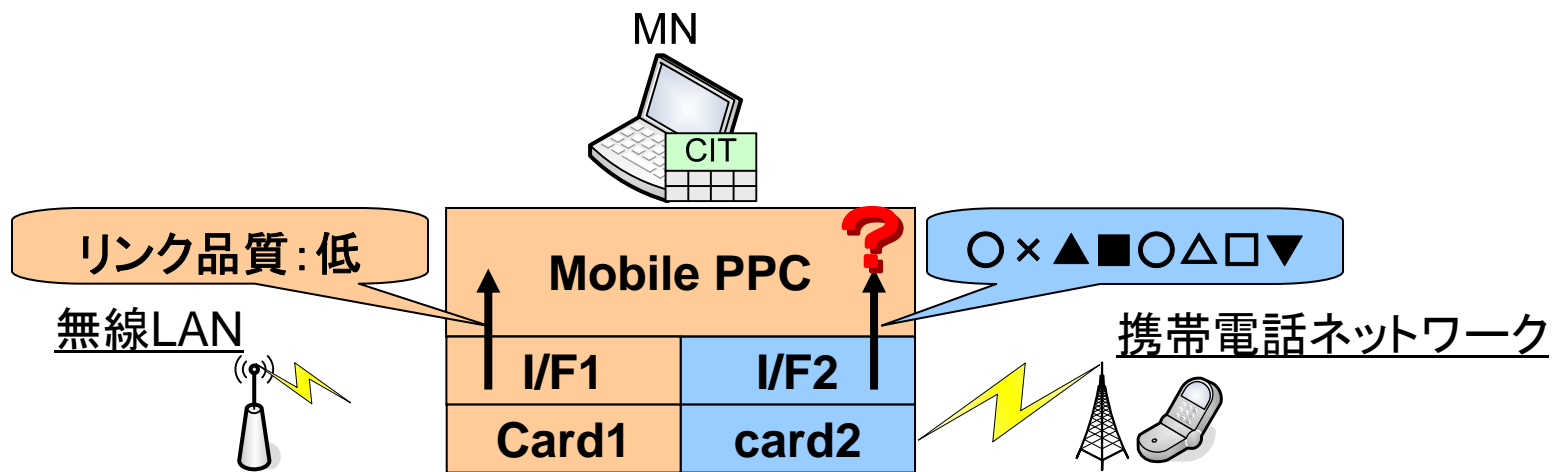 MN
CIT
リンク品質:低
Mobile PPC
?
○×▲■○△□▼
無線LAN
携帯電話ネットワーク
I/F1
I/F2
Card1
card2